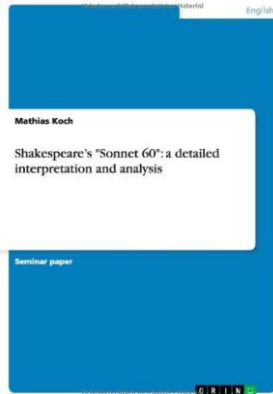 English
Mathias Koch
Shakespeare's "Sonnet 60": a detailed
interpretation and analysis
Seminar paper
GRIN